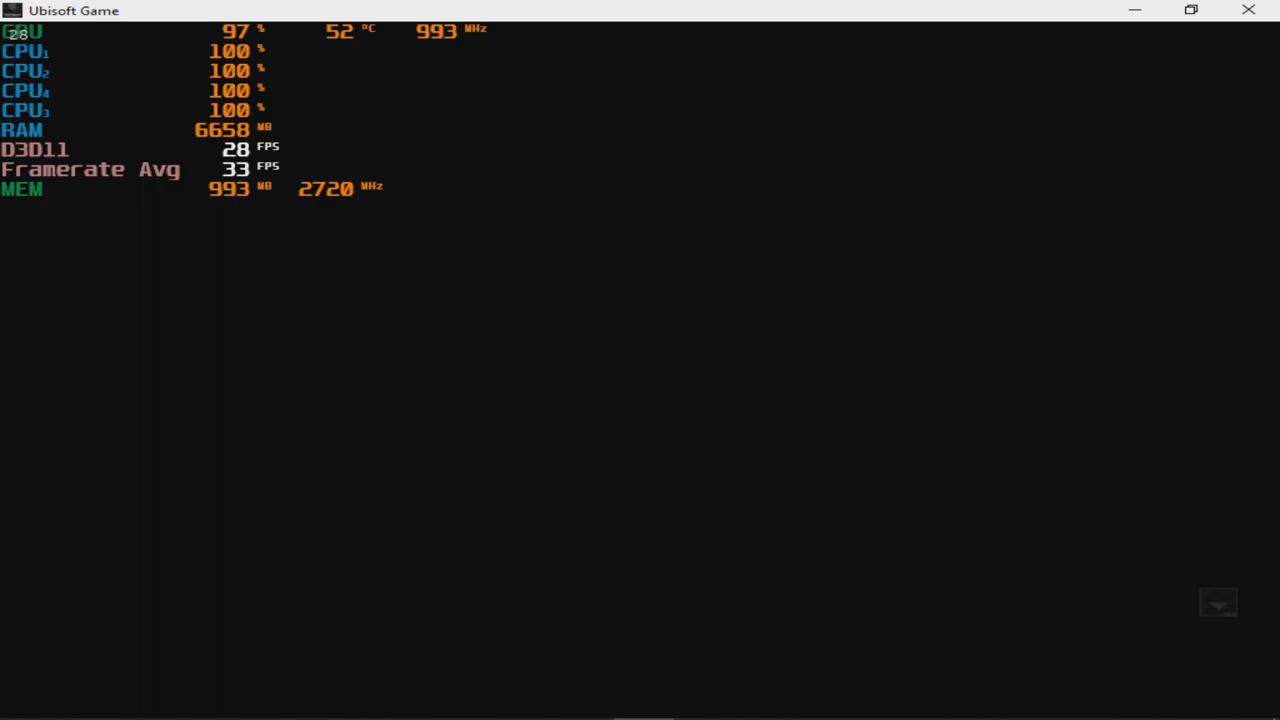 Ubisoft Game
28
GPU 97 % 52 °C 993 MHz
CPU1 100 %
CPU2 100 %
CPU4 100 %
CPU3 100 %
RAM 6658 MB
D3D11 28 FPS
Framerate Avg 33 FPS
MEM 993 MB 2720 MHz